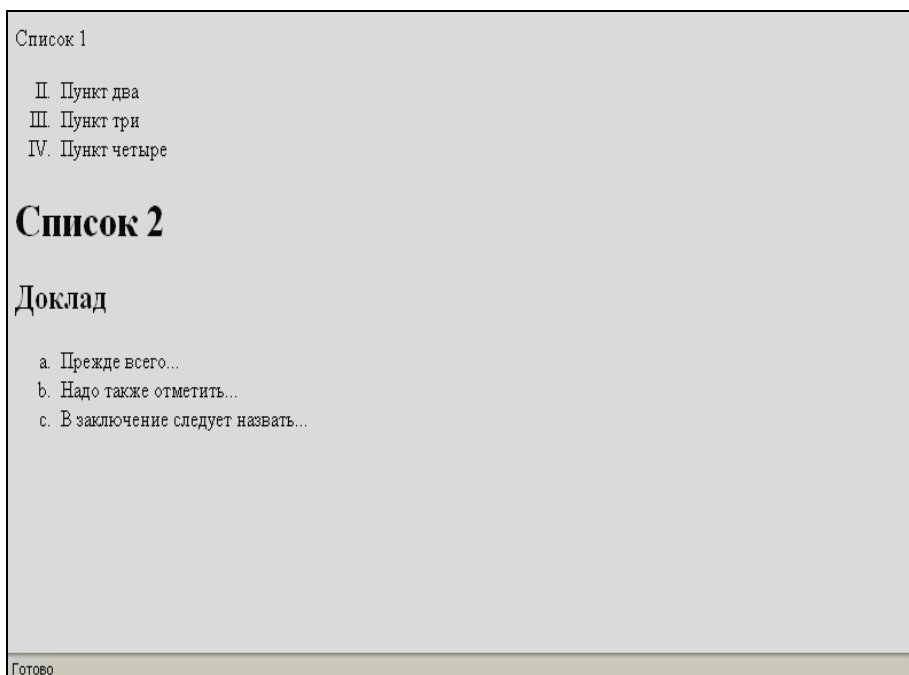 Список 1
II. Пункт два
III. Пункт три
IV. Пункт четыре
Список 2
Доклад
a. Прежде всего...
b. Надо также отметить...
c. В заключение следует назвать...
Готово